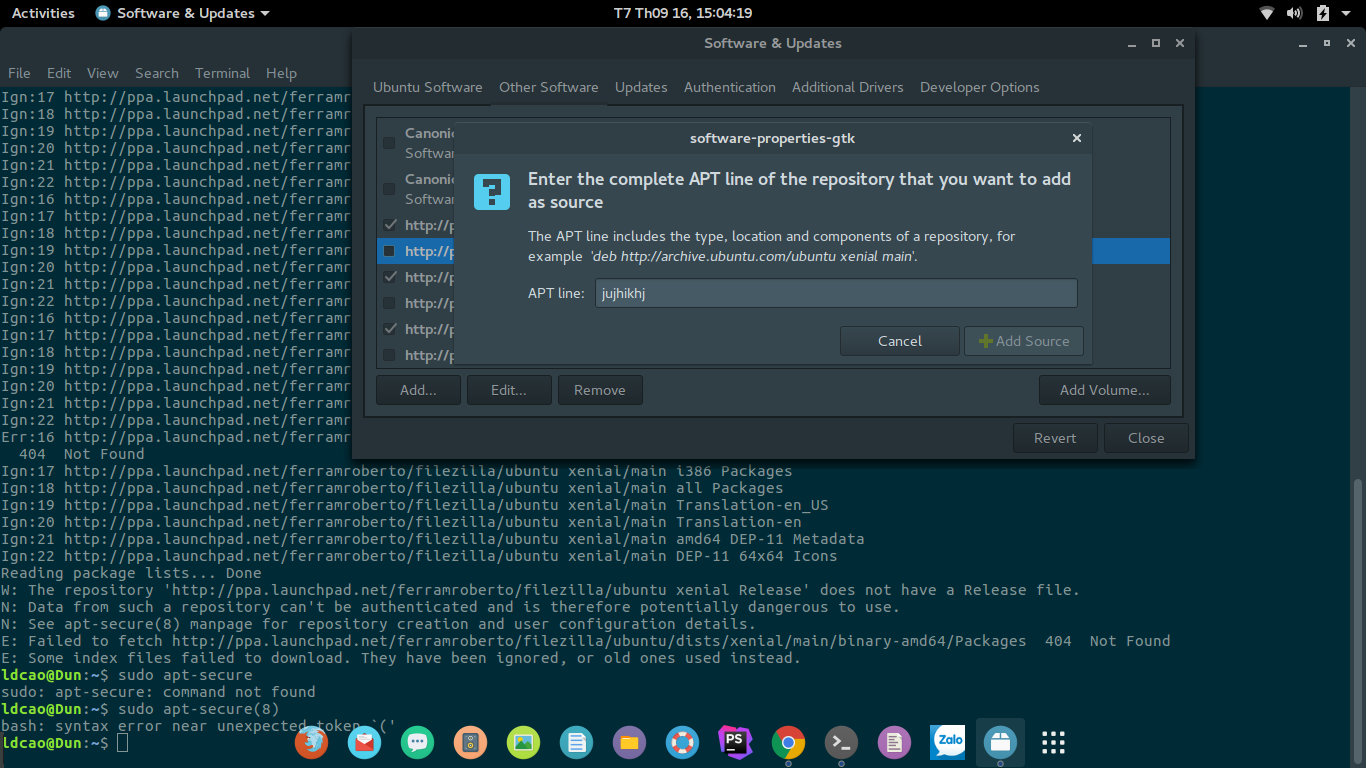 Activities Software & Updates T7 Th09 16, 15:04:19
Software & Updates
File Edit View Search Terminal Help
Ubuntu Software Other Software Updates Authentication Additional Drivers Developer Options
Ign:17 http://ppa.launchpad.net/ferramr
Ign:18 http://ppa.launchpad.net/ferramr
Ign:19 http://ppa.launchpad.net/ferramr
Ign:20 http://ppa.launchpad.net/ferramr
Ign:21 http://ppa.launchpad.net/ferramr
Ign:22 http://ppa.launchpad.net/ferramr
Ign:16 http://ppa.launchpad.net/ferramr
Ign:17 http://ppa.launchpad.net/ferramr
Ign:18 http://ppa.launchpad.net/ferramr
Ign:19 http://ppa.launchpad.net/ferramr
Ign:20 http://ppa.launchpad.net/ferramr
Ign:21 http://ppa.launchpad.net/ferramr
Ign:22 http://ppa.launchpad.net/ferramr
Ign:16 http://ppa.launchpad.net/ferramr
Ign:17 http://ppa.launchpad.net/ferramr
Ign:18 http://ppa.launchpad.net/ferramr
Ign:19 http://ppa.launchpad.net/ferramr
Ign:20 http://ppa.launchpad.net/ferramr
Ign:21 http://ppa.launchpad.net/ferramr
Ign:22 http://ppa.launchpad.net/ferramr
Err:16 http://ppa.launchpad.net/ferramr
404 Not Found
Canonic
Softwar
Canonic
Softwar
http://p
http://p
http://p
http://p
http://p
http://p
software-properties-gtk
Enter the complete APT line of the repository that you want to add
as source
The APT line includes the type, location and components of a repository, for
example 'deb http://archive.ubuntu.com/ubuntu xenial main'.
APT line: jujhikhj
Cancel Add Source
Add... Edit... Remove Add Volume...
Revert Close
Ign:17 http://ppa.launchpad.net/ferramroberto/filezilla/ubuntu xenial/main i386 Packages
Ign:18 http://ppa.launchpad.net/ferramroberto/filezilla/ubuntu xenial/main all Packages
Ign:19 http://ppa.launchpad.net/ferramroberto/filezilla/ubuntu xenial/main Translation-en_US
Ign:20 http://ppa.launchpad.net/ferramroberto/filezilla/ubuntu xenial/main Translation-en
Ign:21 http://ppa.launchpad.net/ferramroberto/filezilla/ubuntu xenial/main amd64 DEP-11 Metadata
Ign:22 http://ppa.launchpad.net/ferramroberto/filezilla/ubuntu xenial/main DEP-11 64x64 Icons
Reading package lists... Done
W: The repository 'http://ppa.launchpad.net/ferramroberto/filezilla/ubuntu xenial Release' does not have a Release file.
N: Data from such a repository can't be authenticated and is therefore potentially dangerous to use.
N: See apt-secure(8) manpage for repository creation and user configuration details.
E: Failed to fetch http://ppa.launchpad.net/ferramroberto/filezilla/ubuntu/dists/xenial/main/binary-amd64/Packages 404 Not Found
E: Some index files failed to download. They have been ignored, or old ones used instead.
ldcao@Dun:~$ sudo apt-secure
sudo: apt-secure: command not found
ldcao@Dun:~$ sudo apt-secure(8)
bash: syntax error near unexpected token `('
ldcao@Dun:~$
PS
Zalo